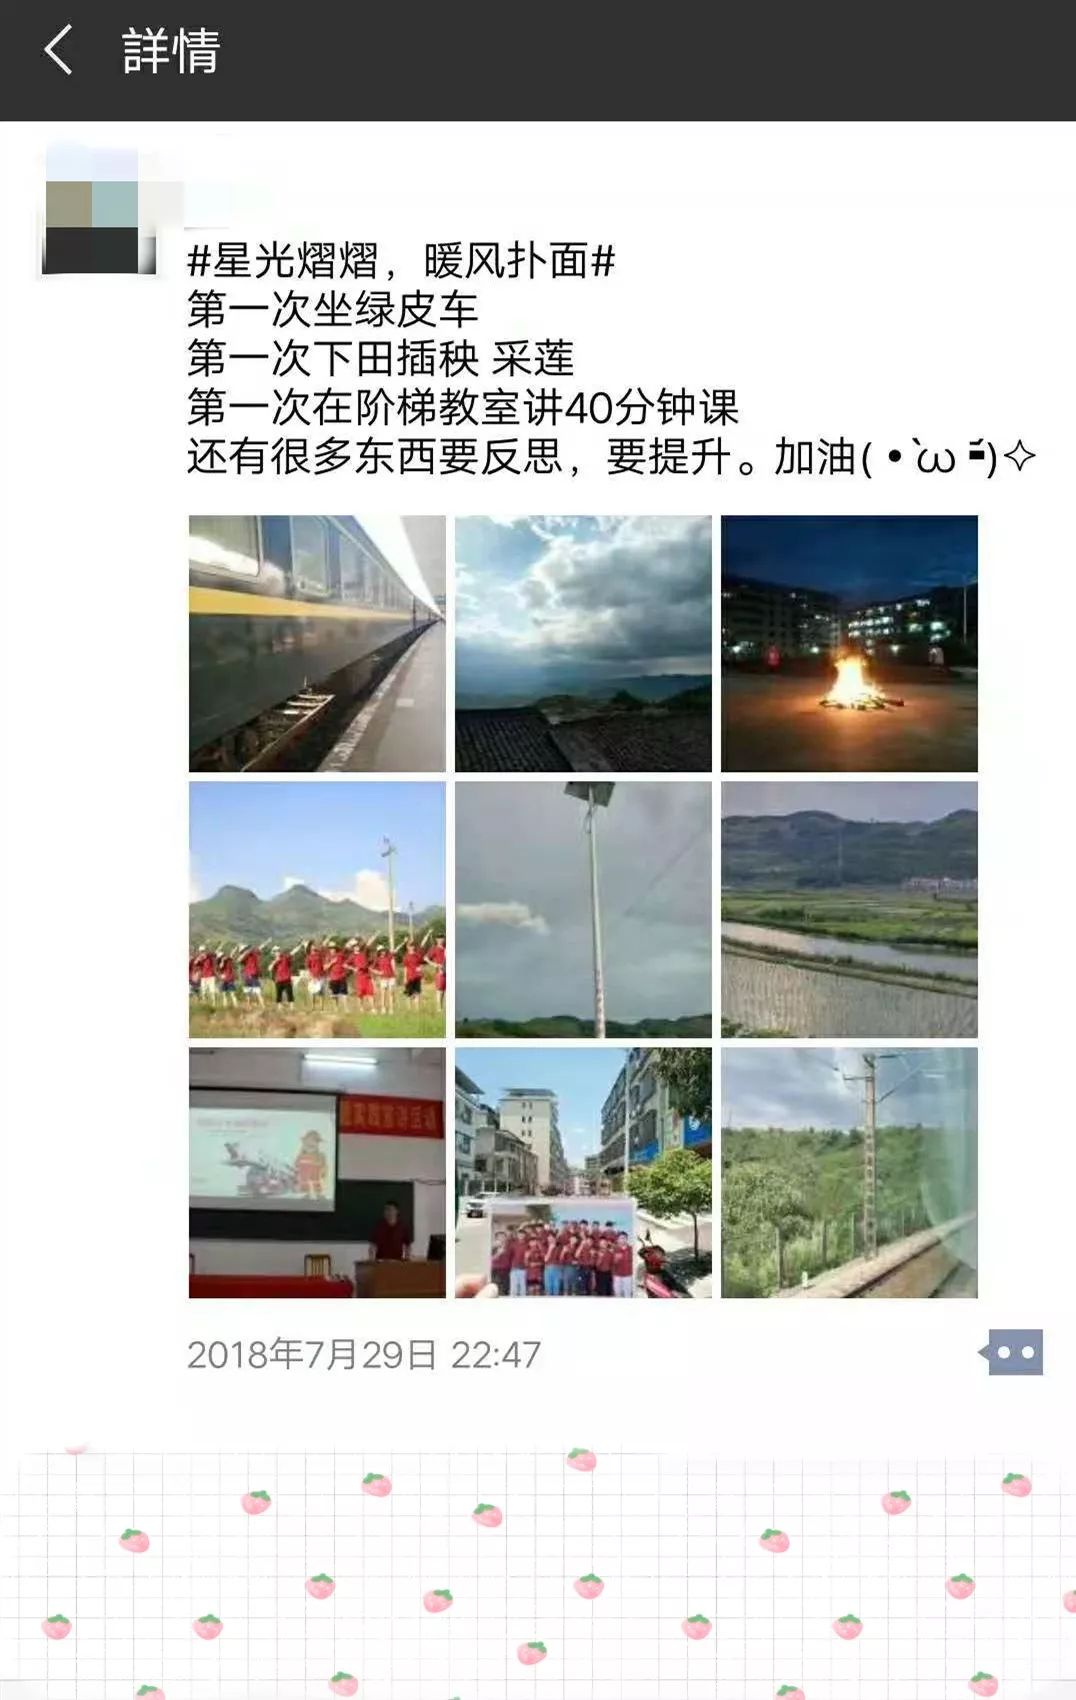 詳情
#星光熠熠，暖风扑面#
第一次坐绿皮车
第一次下田插秧 采莲
第一次在阶梯教室讲40分钟课
还有很多东西要反思，要提升。加油( •̀ω•́ )✧
2018年7月29日 22:47